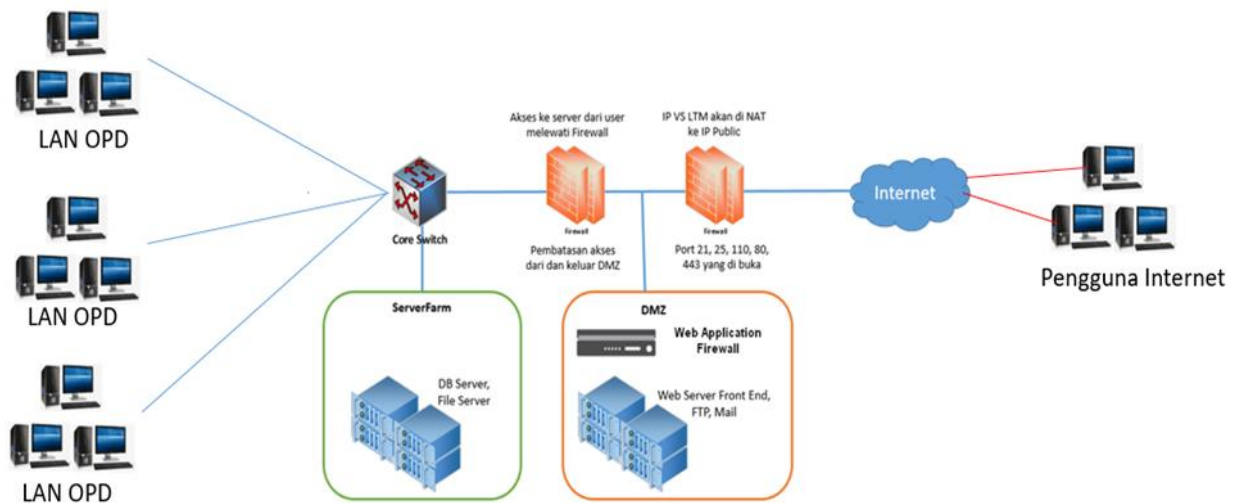 LAN OPD
LAN OPD
LAN OPD
Core Switch
Akses ke server dari user
melewati Firewall
firewall
Pembatasan akses
dari dan keluar DMZ
IP VS LTM akan di NAT
ke IP Public
firewall
Port 21, 25, 110, 80,
443 yang di buka
Internet
Pengguna Internet
ServerFarm
DB Server,
File Server
DMZ
Web Application
Firewall
Web Server Front End,
FTP, Mail